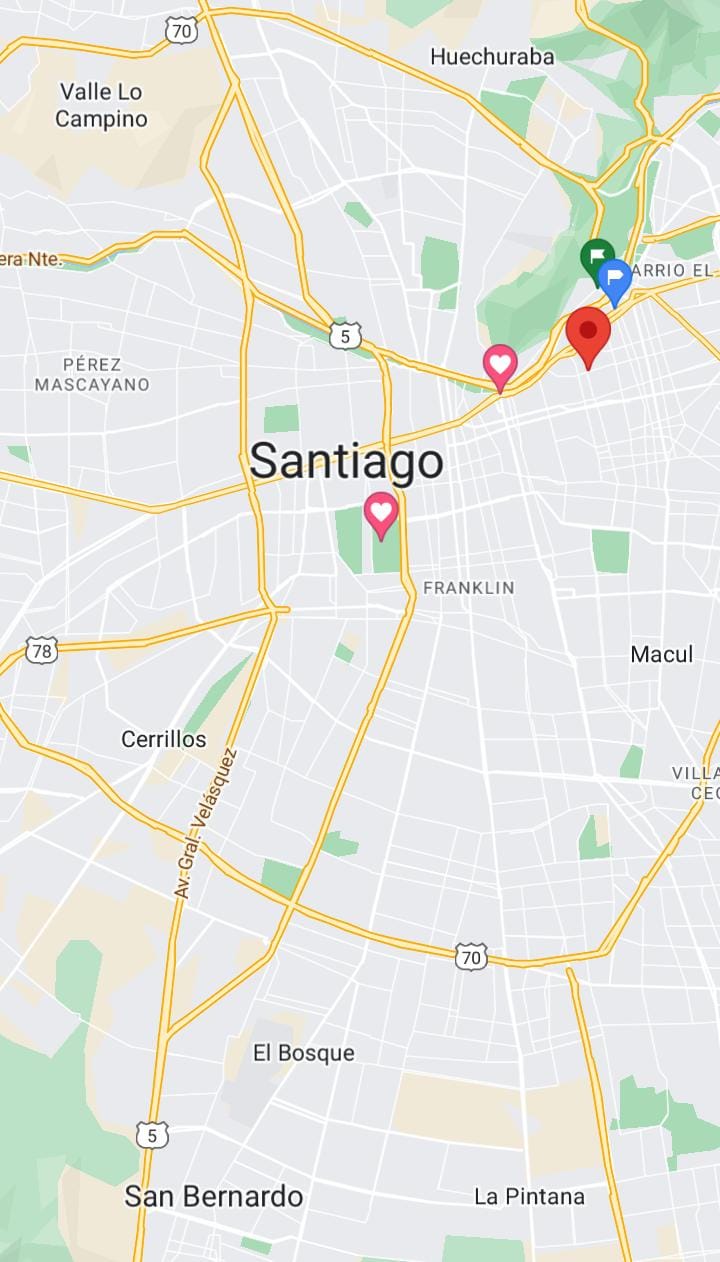 70
Huechuraba
Valle Lo
Campino
era Nte.
ARRIO EL
5
PÉREZ
MASCAYANO
Santiago
FRANKLIN
78
Macul
Cerrillos
VILLA
CEC
Av. Gral. Velásquez
70
El Bosque
5
San Bernardo
La Pintana